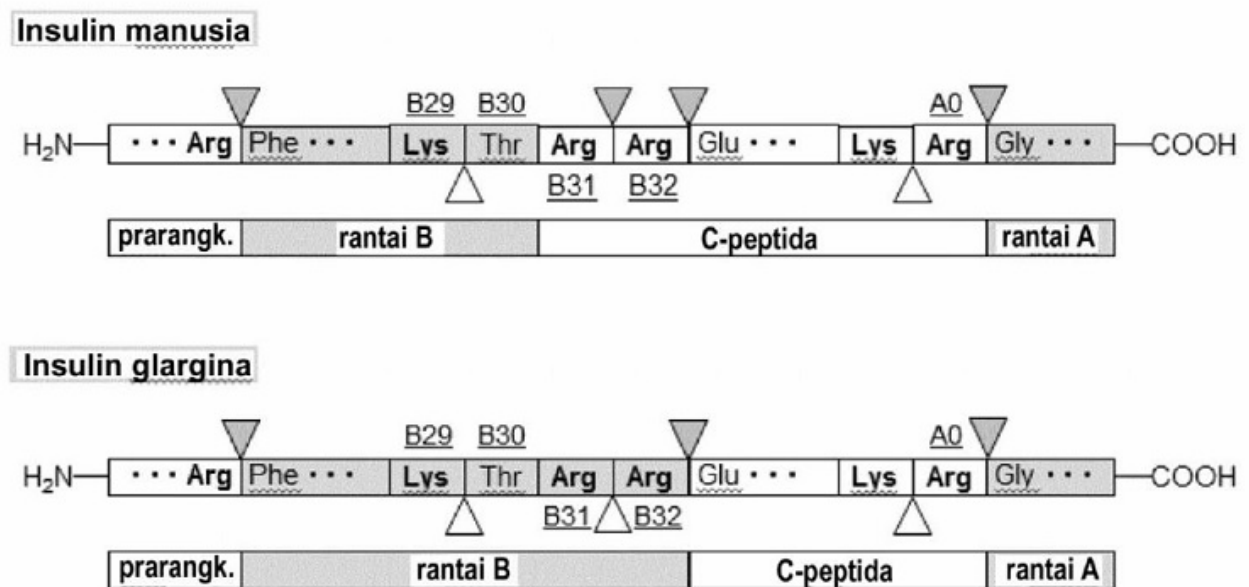 Insulin manusia
B29 B30 A0
H₂N ··· Arg Phe ··· Lys Thr Arg Arg Glu ··· Lys Arg Gly ··· COOH
B31 B32
prarangk. rantai B C-peptida rantai A
Insulin glargina
B29 B30 A0
H₂N ··· Arg Phe ··· Lys Thr Arg Arg Glu ··· Lys Arg Gly ··· COOH
B31 B32
prarangk. rantai B C-peptida rantai A